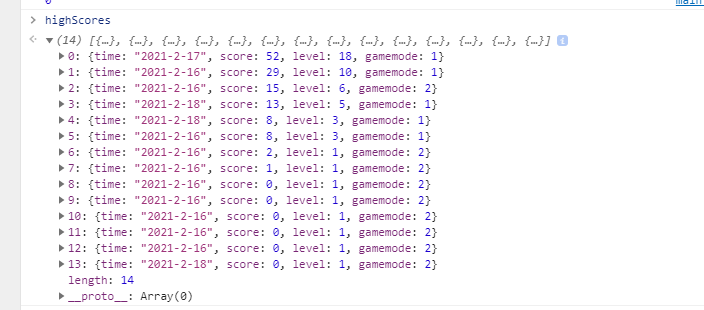 0 main
> highScores
(14) [{…}, {…}, {…}, {…}, {…}, {…}, {…}, {…}, {…}, {…}, {…}, {…}, {…}, {…}] i
▶0: {time: "2021-2-17", score: 52, level: 18, gamemode: 1}
▶1: {time: "2021-2-16", score: 29, level: 10, gamemode: 1}
▶2: {time: "2021-2-16", score: 15, level: 6, gamemode: 2}
▶3: {time: "2021-2-18", score: 13, level: 5, gamemode: 1}
▶4: {time: "2021-2-18", score: 8, level: 3, gamemode: 1}
▶5: {time: "2021-2-16", score: 8, level: 3, gamemode: 1}
▶6: {time: "2021-2-16", score: 2, level: 1, gamemode: 2}
▶7: {time: "2021-2-16", score: 1, level: 1, gamemode: 2}
▶8: {time: "2021-2-16", score: 0, level: 1, gamemode: 2}
▶9: {time: "2021-2-16", score: 0, level: 1, gamemode: 2}
▶10: {time: "2021-2-16", score: 0, level: 1, gamemode: 2}
▶11: {time: "2021-2-16", score: 0, level: 1, gamemode: 2}
▶12: {time: "2021-2-16", score: 0, level: 1, gamemode: 2}
▶13: {time: "2021-2-18", score: 0, level: 1, gamemode: 2}
length: 14
▶__proto__: Array(0)